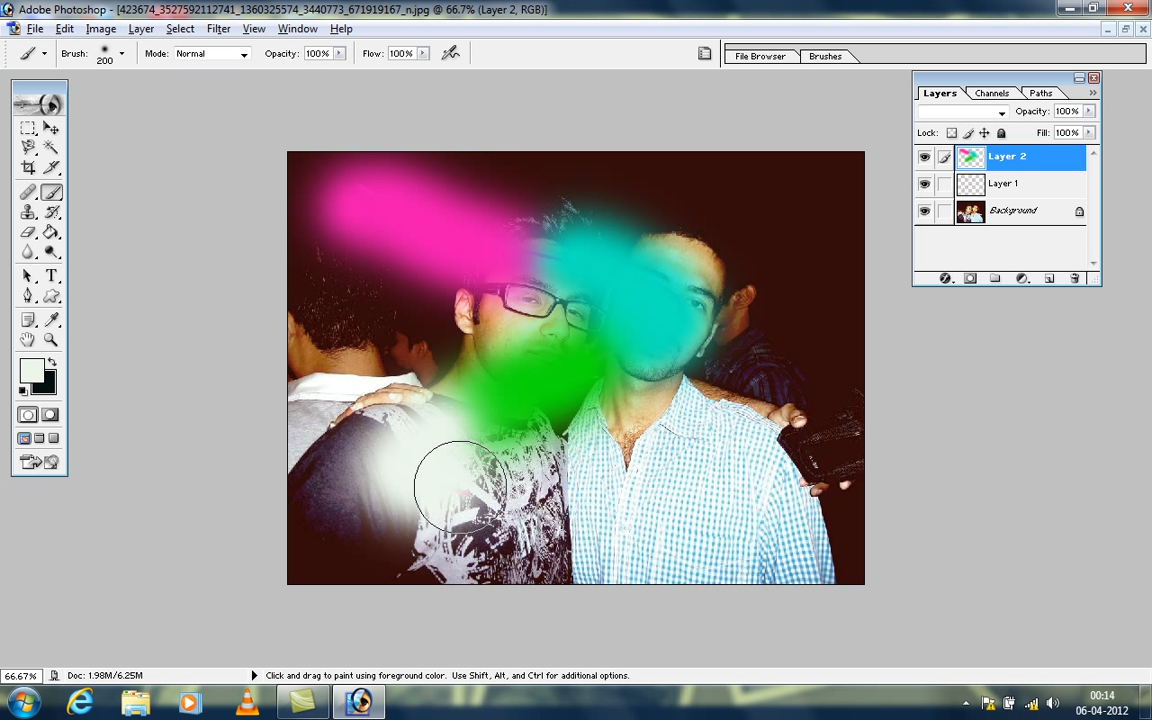 Adobe Photoshop - [423674_3527592112741_1360325574_3440773_671919167_n.jpg @ 66.7% (Layer 2, RGB)]
File Edit Image Layer Select Filter View Window Help
Brush: 200 Mode: Normal Opacity: 100% Flow: 100% File Browser Brushes
Layers Channels Paths
Opacity: 100%
Lock: Fill: 100%
Layer 2
Layer 1
Background
T
66.67% Doc: 1.98M/6.25M Click and drag to paint using foreground color. Use Shift, Alt, and Ctrl for additional options.
00:14
06-04-2012